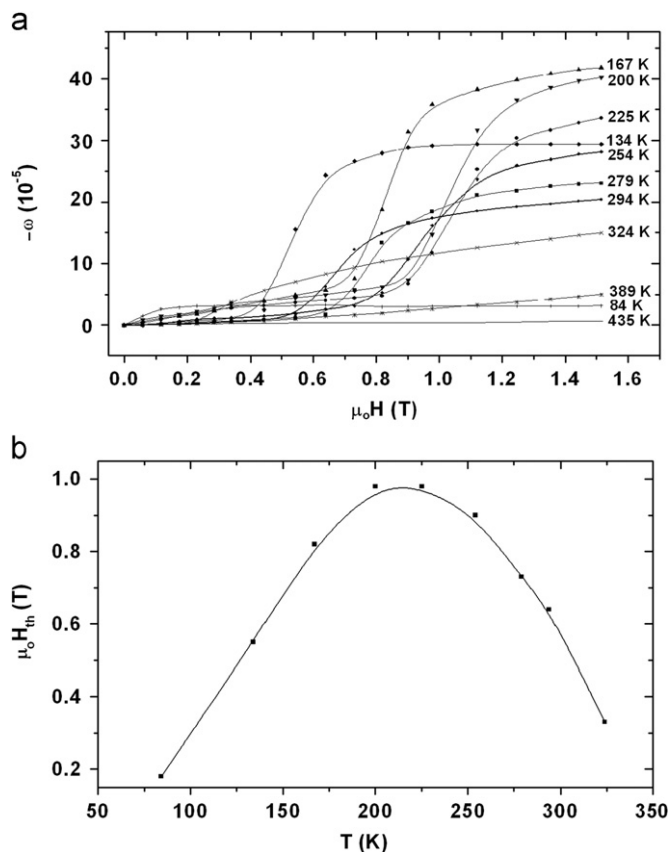 a
−ω (10⁻⁵)
40
30
20
10
0
167 K
200 K
225 K
134 K
254 K
279 K
294 K
324 K
389 K
84 K
435 K
0.0 0.2 0.4 0.6 0.8 1.0 1.2 1.4 1.6
μₒH (T)
b
μₒHₜₕ (T)
1.0
0.8
0.6
0.4
0.2
50 100 150 200 250 300 350
T (K)